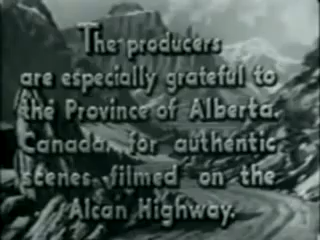 The producers
are especially grateful to
the Province of Alberta,
Canada, for authentic
scenes filmed on the
Alcan Highway.